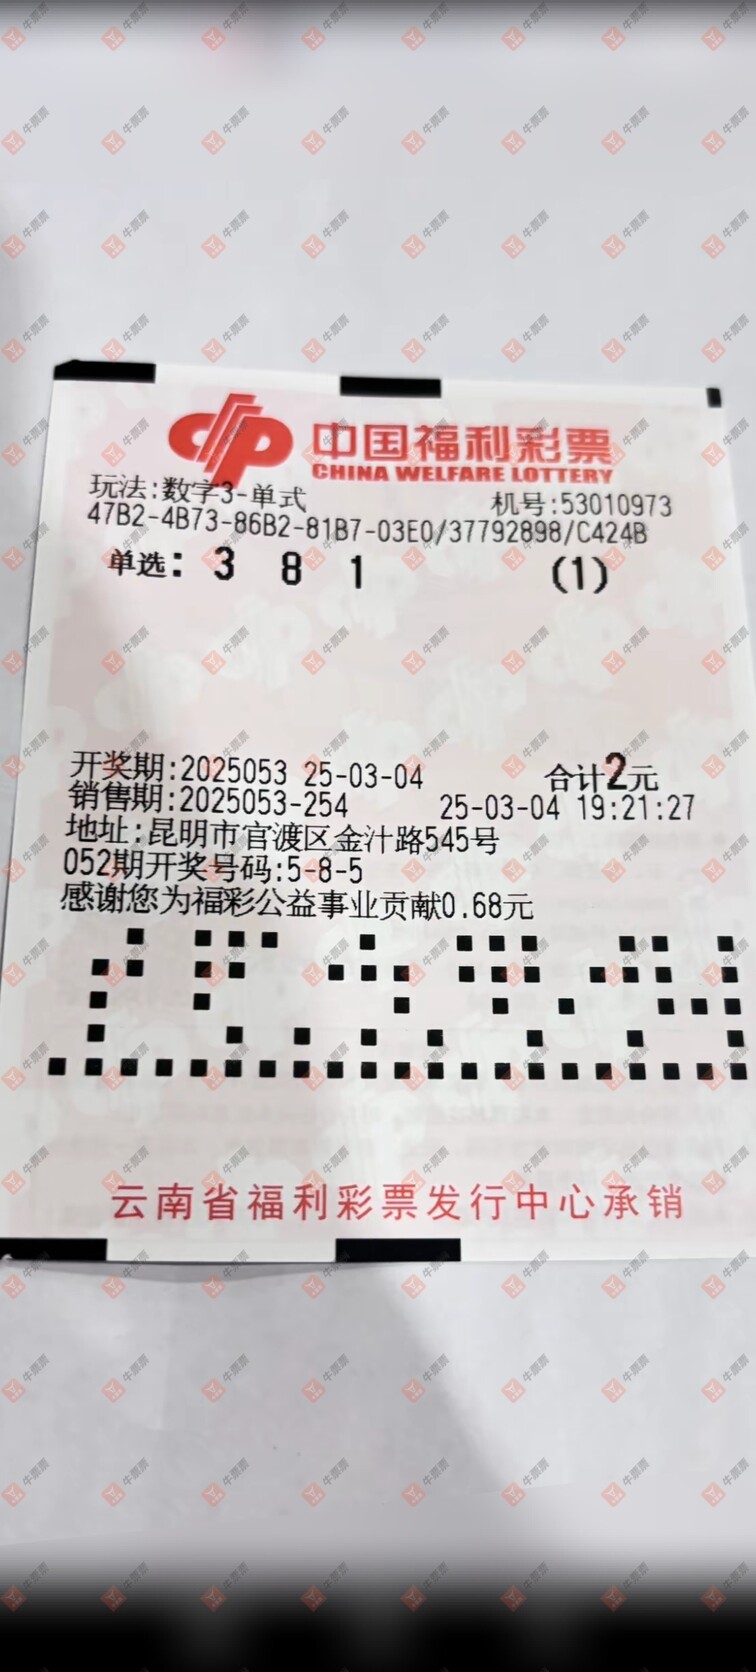 中国福利彩票
CHINA WELFARE LOTTERY
玩法:数字3-单式 机号:53010973
47B2-4B73-86B2-81B7-03E0/37792898/C424B
单选: 3 8 1 (1)
开奖期:2025053 25-03-04 合计2元
销售期:2025053-254 25-03-04 19:21:27
地址:昆明市官渡区金汁路545号
052期开奖号码:5-8-5
感谢您为福彩公益事业贡献0.68元
云南省福利彩票发行中心承销